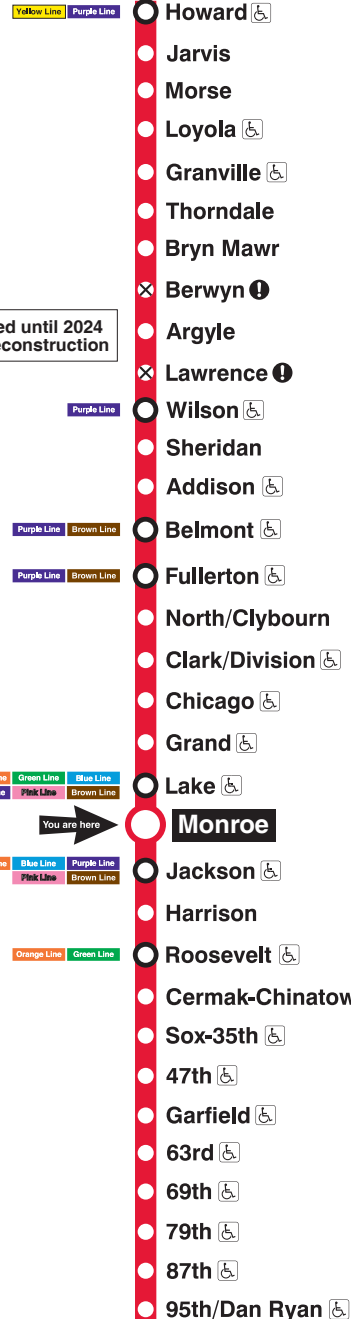 Yellow Line Purple Line Howard
Jarvis
Morse
Loyola
Granville
Thorndale
Bryn Mawr
Berwyn
until 2024
Argyle
Lawrence
Purple Line Wilson
Sheridan
Addison
Purple Line Brown Line Belmont
Purple Line Brown Line Fullerton
North/Clybourn
Clark/Division
Chicago
Grand
Green Line Blue Line
Pink Line Brown Line
Lake
You are here Monroe
Blue Line Purple Line
Pink Line Brown Line
Jackson
Harrison
Orange Line Green Line Roosevelt
Sox-35th
47th
Garfield
63rd
69th
79th
87th
95th/Dan Ryan